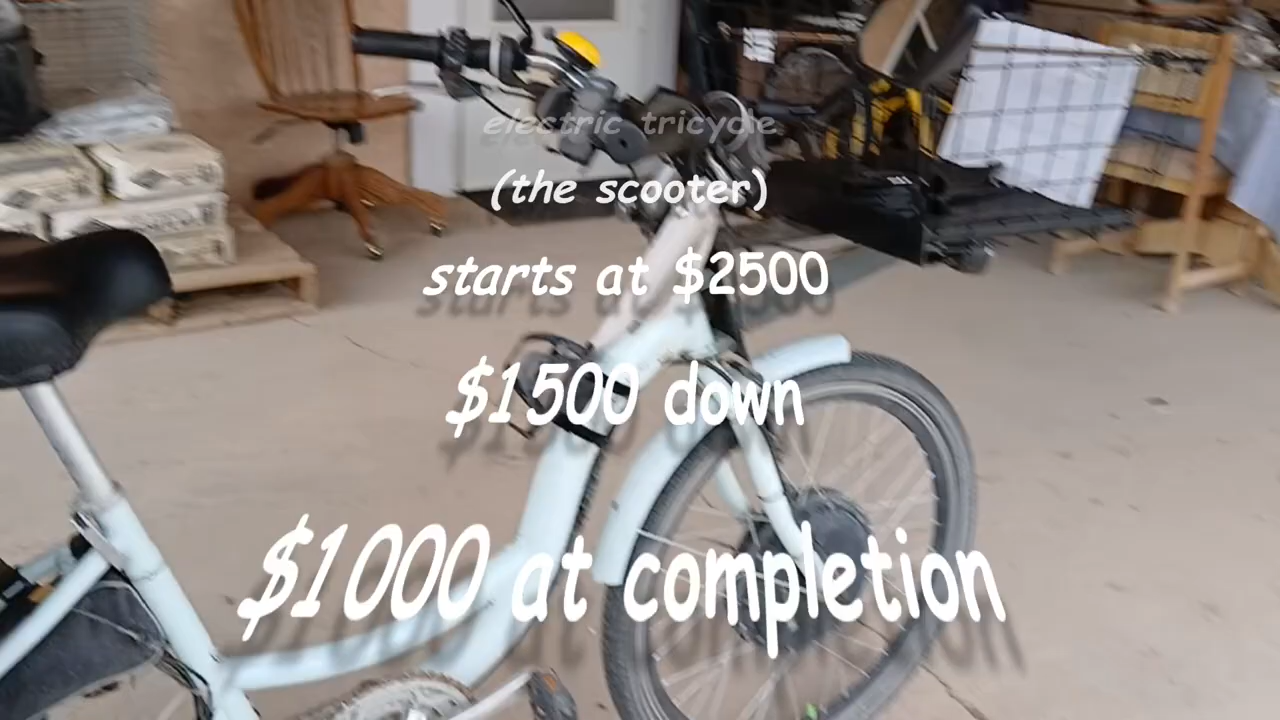 electric tricycle
(the scooter)
starts at $2500
$1500 down
$1000 at completion